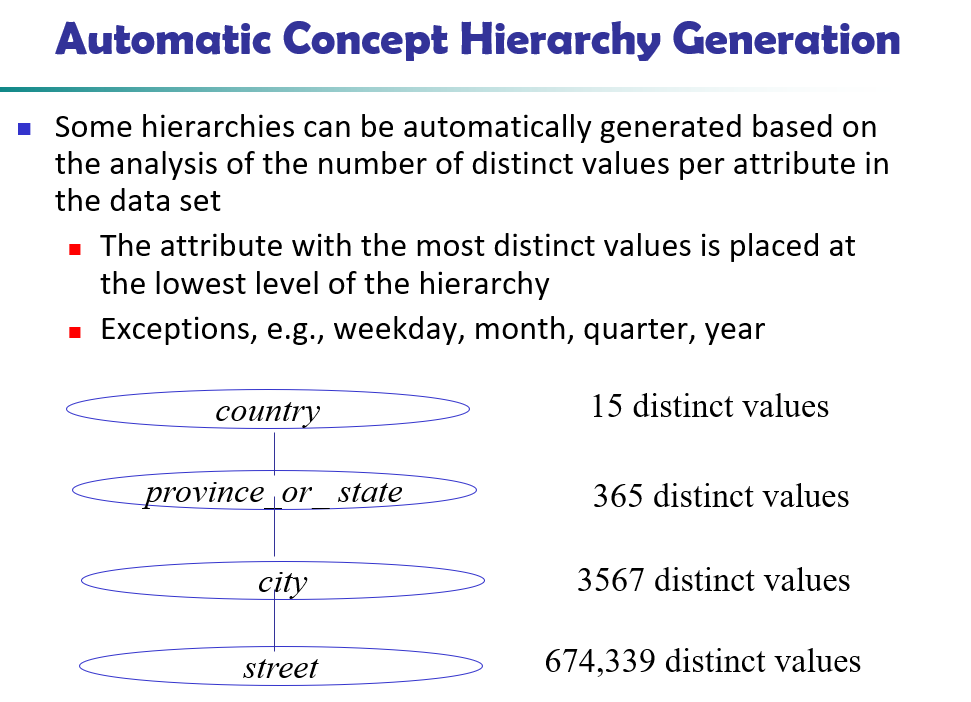 Automatic Concept Hierarchy Generation
Some hierarchies can be automatically generated based on
the analysis of the number of distinct values per attribute in
the data set
The attribute with the most distinct values is placed at
the lowest level of the hierarchy
Exceptions, e.g., weekday, month, quarter, year
country 15 distinct values
province_or_ state 365 distinct values
city 3567 distinct values
street 674,339 distinct values